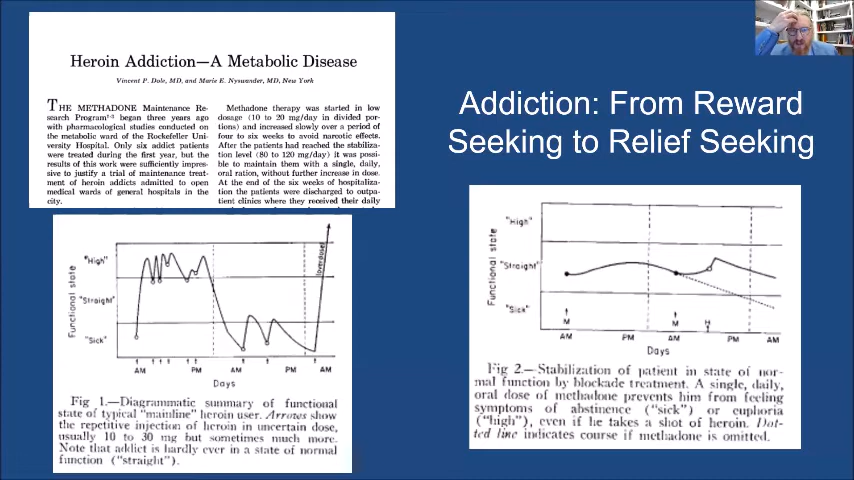 Heroin Addiction—A Metabolic Disease
Vincent P. Dole, MD, and Marie E. Nyswander, MD, New York
THE METHADONE Maintenance Re-
search Program began three years ago
with pharmacological studies conducted on
the metabolic ward of the Rockefeller Uni-
versity Hospital. Only six addict patients
were treated during the first year, but the
results of this work were sufficiently impres-
sive to justify a trial of maintenance treat-
ment of heroin addicts admitted to open
medical wards of general hospitals in the
city.
Methadone therapy was started in low
dosage (10 to 20 mg/day in divided por-
tions) and increased slowly over a period of
four to six weeks to avoid narcotic effects.
After the patients had reached the stabiliza-
tion level (80 to 120 mg/day) it was possi-
ble to maintain them with a single, daily,
oral ration, without further increase in dose.
At the end of the six weeks of hospitaliza-
tion the patients were discharged to outpa-
tient clinics where they received their daily
Addiction: From Reward
Seeking to Relief Seeking
Functional state
"High"
"Straight"
"Sick"
(overdose)
AM PM AM PM AM
Days
Fig 1.—Diagrammatic summary of functional
state of typical "mainline" heroin user. Arrows show
the repetitive injection of heroin in uncertain dose,
usually 10 to 30 mg but sometimes much more.
Note that addict is hardly ever in a state of normal
function ("straight").
Functional state
"High"
"Straight"
"Sick"
M M H
AM PM AM PM AM
Days
Fig 2.—Stabilization of patient in state of nor-
mal function by blockade treatment. A single, daily,
oral dose of methadone prevents him from feeling
symptoms of abstinence ("sick") or euphoria
("high"), even if he takes a shot of heroin. Dot-
ted line indicates course if methadone is omitted.